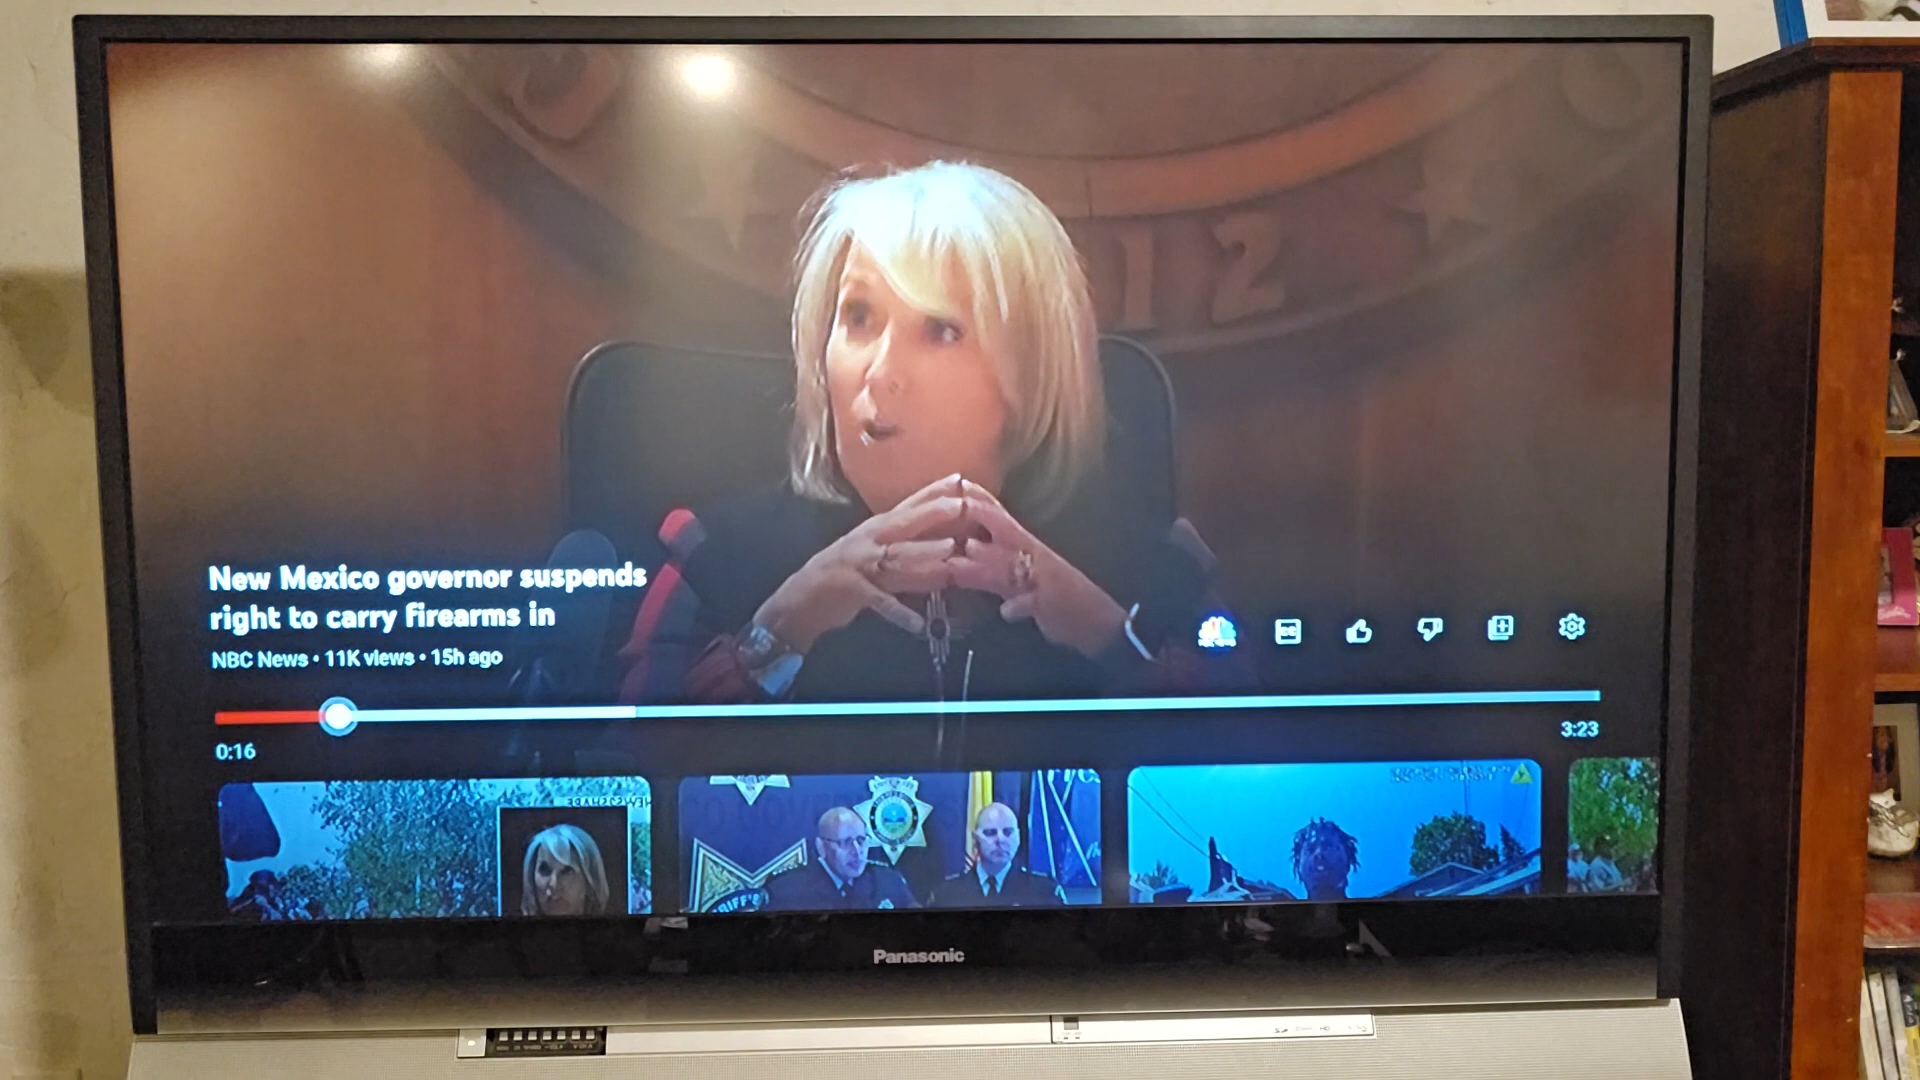 12
New Mexico governor suspends
right to carry firearms in
NBC News • 11K views • 15h ago
0:16
3:23
Panasonic